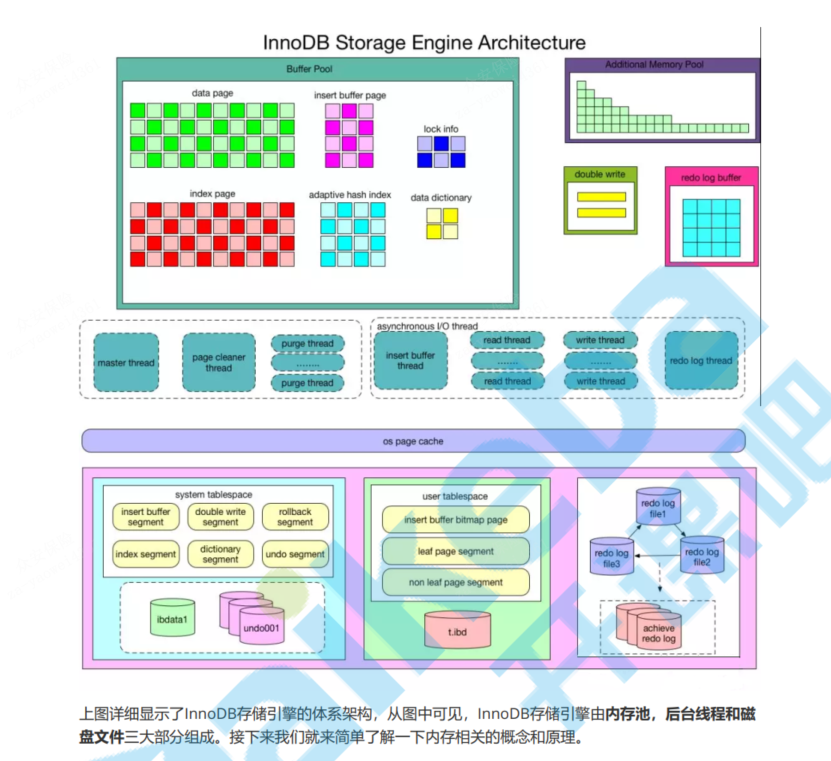 InnoDB Storage Engine Architecture
Buffer Pool
Additional Memory Pool
data page
insert buffer page
lock info
index page
adaptive hash index
data dictionary
double write
redo log buffer
asynchronous I/O thread
master thread
page cleaner
thread
purge thread
........
purge thread
insert buffer
thread
read thread
.......
read thread
write thread
.......
write thread
redo log thread
os page cache
system tablespace
insert buffer
segment
double write
segment
rollback
segment
index segment
dictionary
segment
undo segment
ibdata1
undo001
user tablespace
insert buffer bitmap page
leaf page segment
non leaf page segment
t.ibd
redo log
file1
redo log
file3
redo log
file2
achieve
redo log
上图详细显示了InnoDB存储引擎的体系架构，从图中可见，InnoDB存储引擎由内存池，后台线程和磁
盘文件三大部分组成。接下来我们就来简单了解一下内存相关的概念和原理。
kaikeba
开课吧